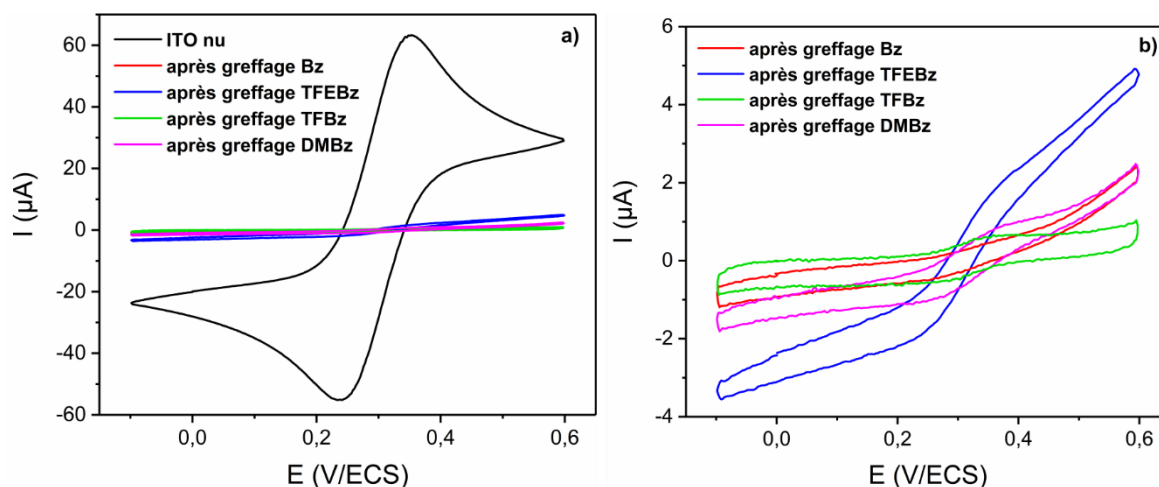 a)
ITO nu
après greffage Bz
après greffage TFEBz
après greffage TFBz
après greffage DMBz
60
40
20
0
-20
-40
-60
I (µA)
0,0
0,2
0,4
0,6
E (V/ECS)
b)
après greffage Bz
après greffage TFEBz
après greffage TFBz
après greffage DMBz
6
4
2
0
-2
-4
I (µA)
0,0
0,2
0,4
0,6
E (V/ECS)